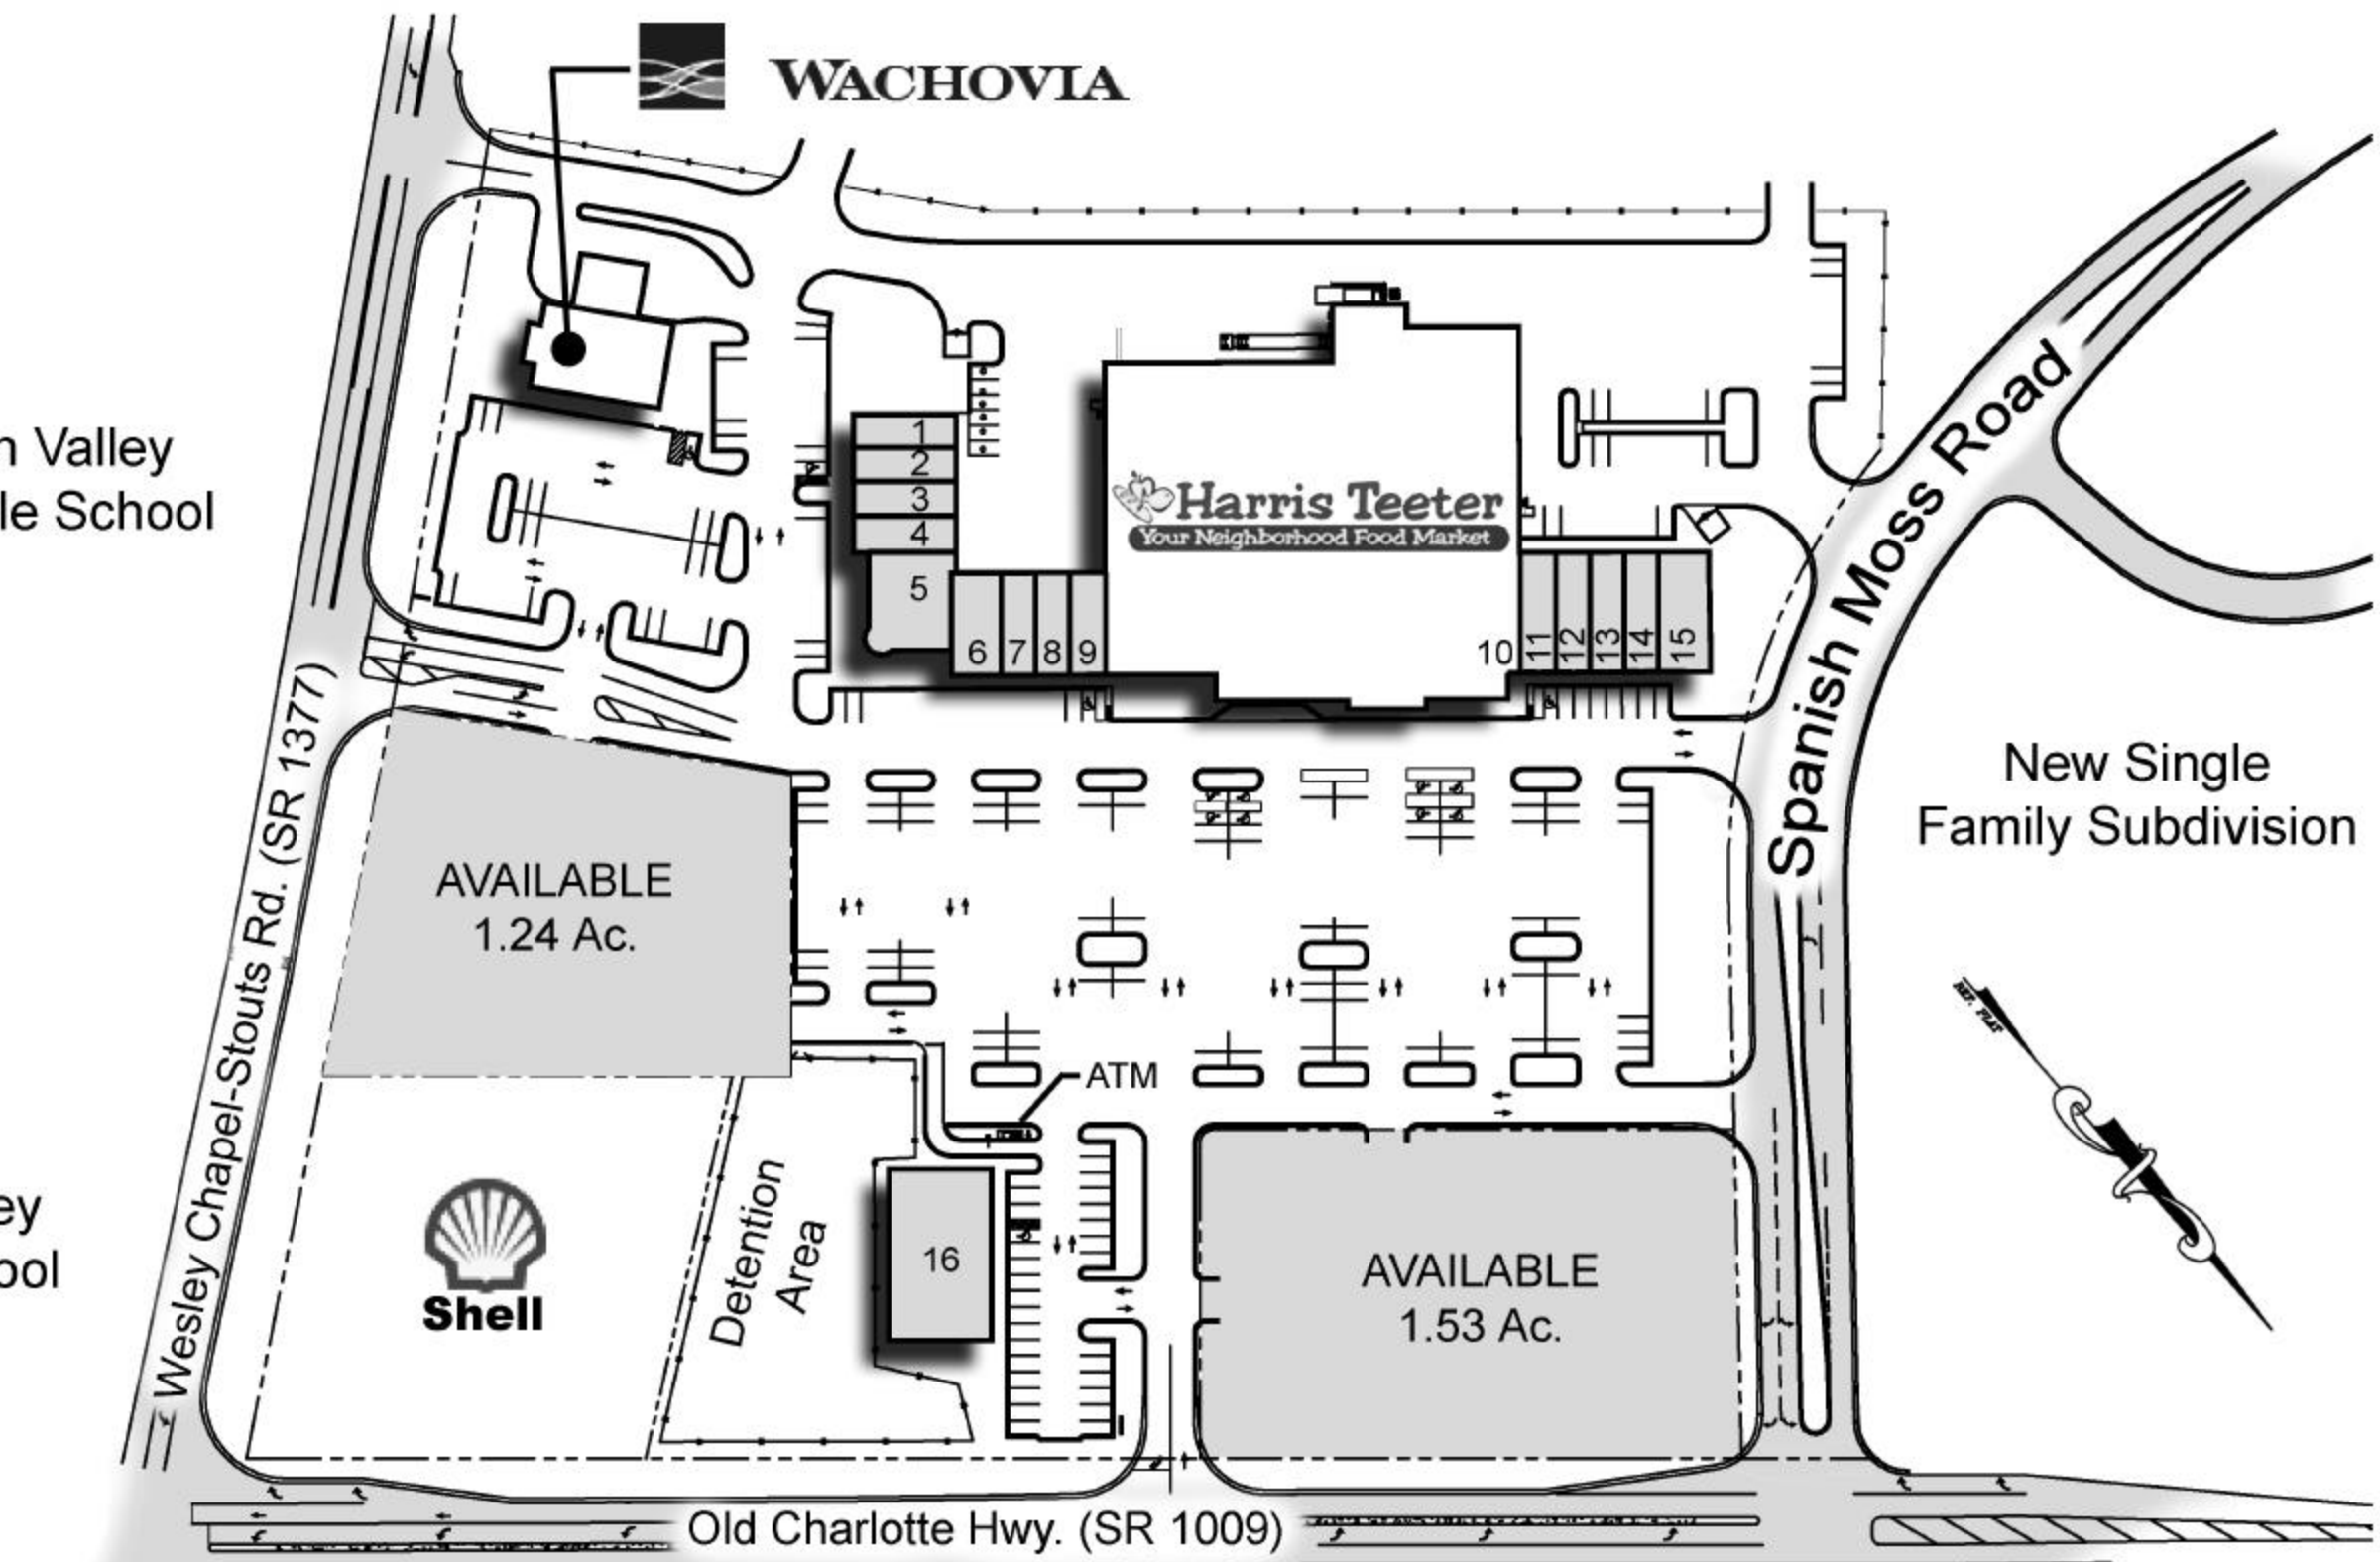 WACHOVIA
n Valley
le School
1
2
3
4
5
6
7
8
9
Harris Teeter
Your Neighborhood Food Market
10
11
12
13
14
15
Spanish Moss Road
New Single
Family Subdivision
Wesley Chapel-Stouts Rd. (SR 1377)
AVAILABLE
1.24 Ac.
REF. PLAT
ATM
ey
ool
Shell
Detention
Area
16
AVAILABLE
1.53 Ac.
Old Charlotte Hwy. (SR 1009)